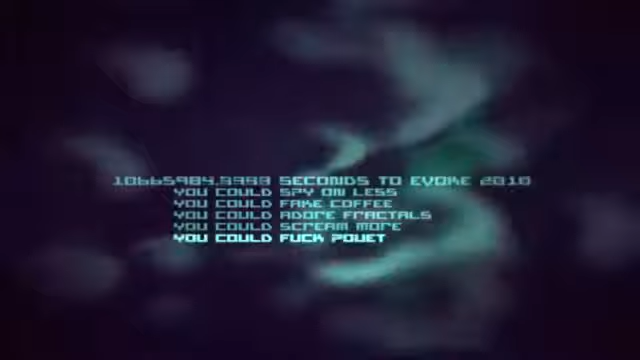 10665984.9993 SECONDS TO EVOKE 2010
YOU COULD SPY ON LESS
YOU COULD FAKE COFFEE
YOU COULD ADORE FRACTALS
YOU COULD SCREAM MORE
YOU COULD FUCK POUET